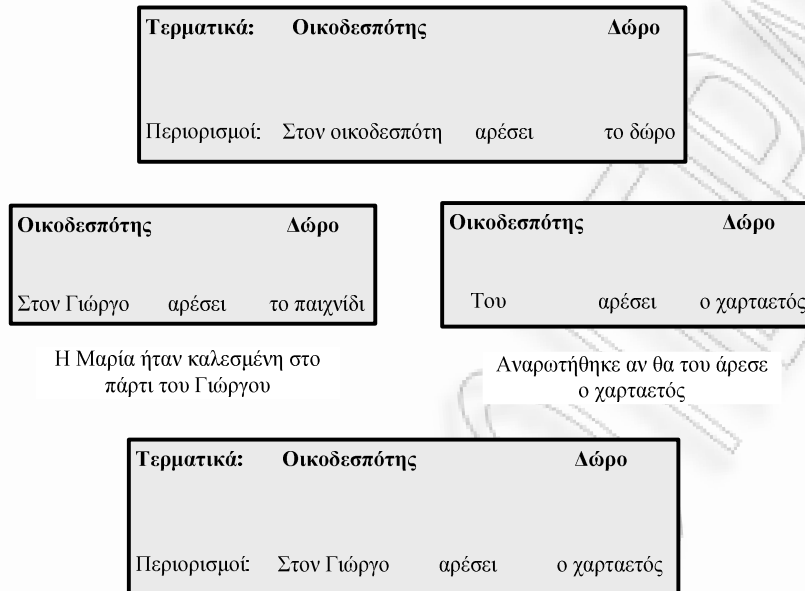 Τερματικά: Οικοδεσπότης Δώρο
Περιορισμοί: Στον οικοδεσπότη αρέσει το δώρο
Οικοδεσπότης Δώρο
Στον Γιώργο αρέσει το παιχνίδι
Η Μαρία ήταν καλεσμένη στο
πάρτι του Γιώργου
Οικοδεσπότης Δώρο
Του αρέσει ο χαρταετός
Αναρωτήθηκε αν θα του άρεσε
ο χαρταετός
Τερματικά: Οικοδεσπότης Δώρο
Περιορισμοί: Στον Γιώργο αρέσει ο χαρταετός